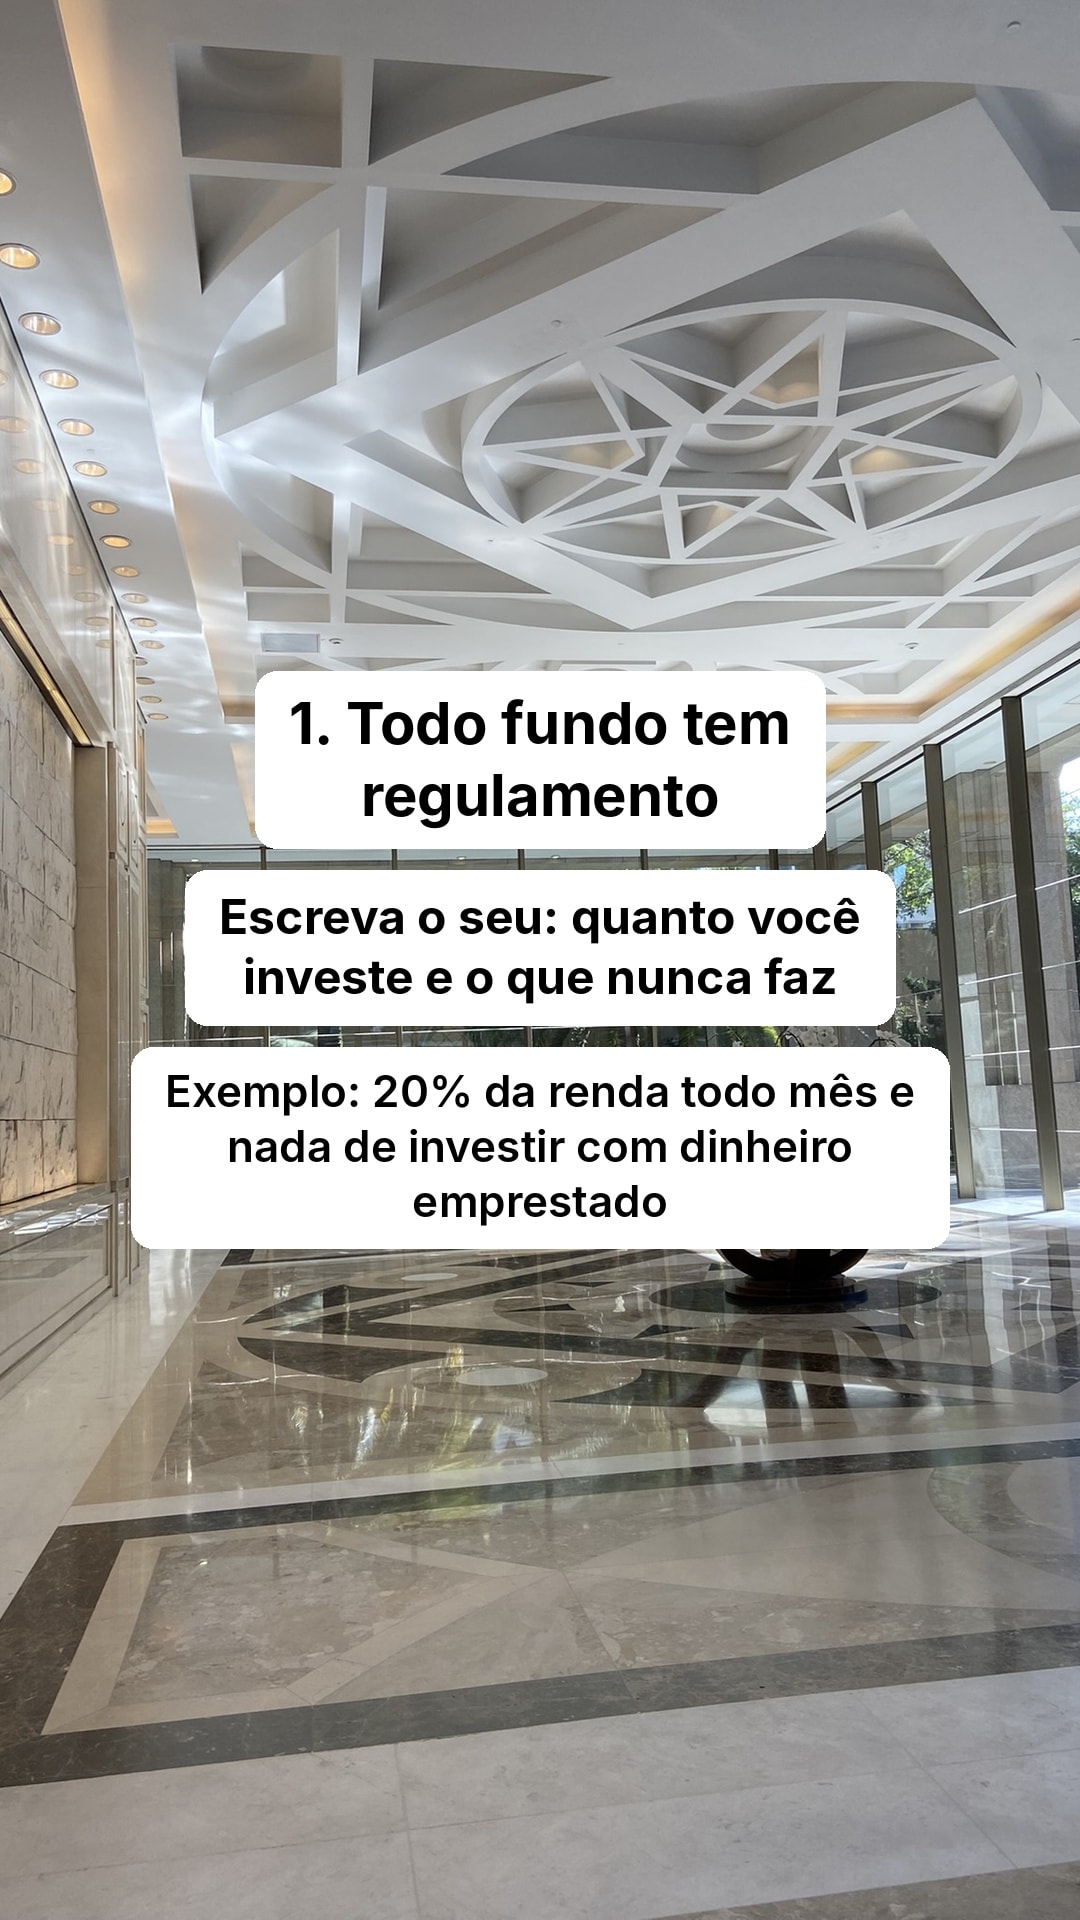 1. Todo fundo tem
regulamento
Escreva o seu: quanto você
investe e o que nunca faz
Exemplo: 20% da renda todo mês e
nada de investir com dinheiro
emprestado